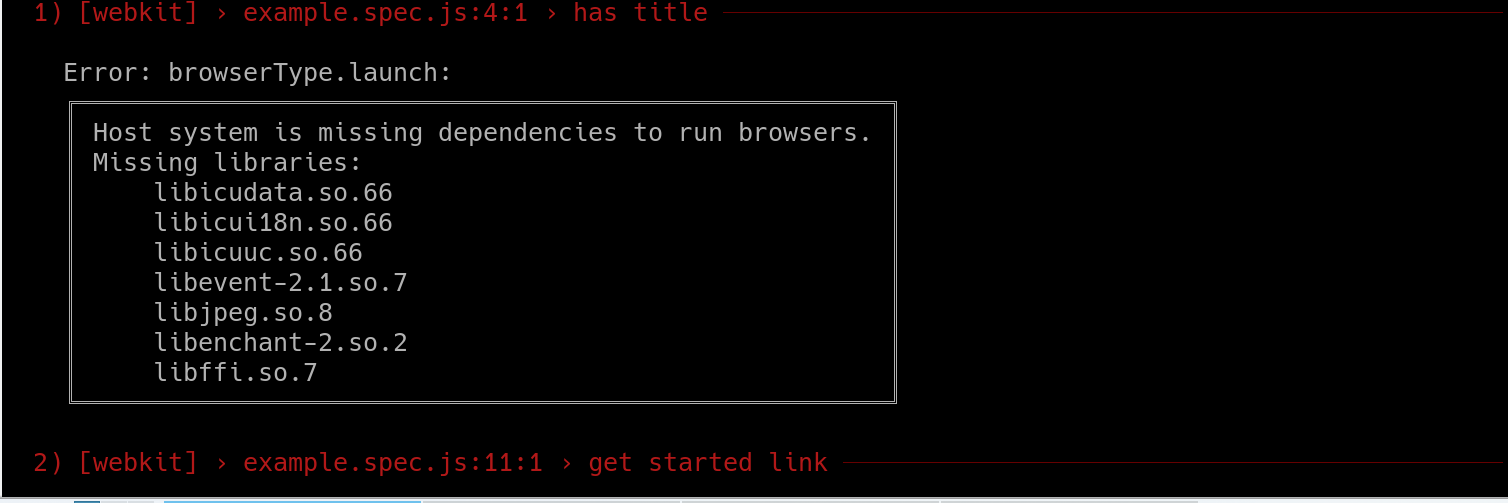 1) [webkit] › example.spec.js:4:1 › has title
Error: browserType.launch:
Host system is missing dependencies to run browsers.
Missing libraries:
libicudata.so.66
libicui18n.so.66
libicuuc.so.66
libevent-2.1.so.7
libjpeg.so.8
libenchant-2.so.2
libffi.so.7
2) [webkit] › example.spec.js:11:1 › get started link